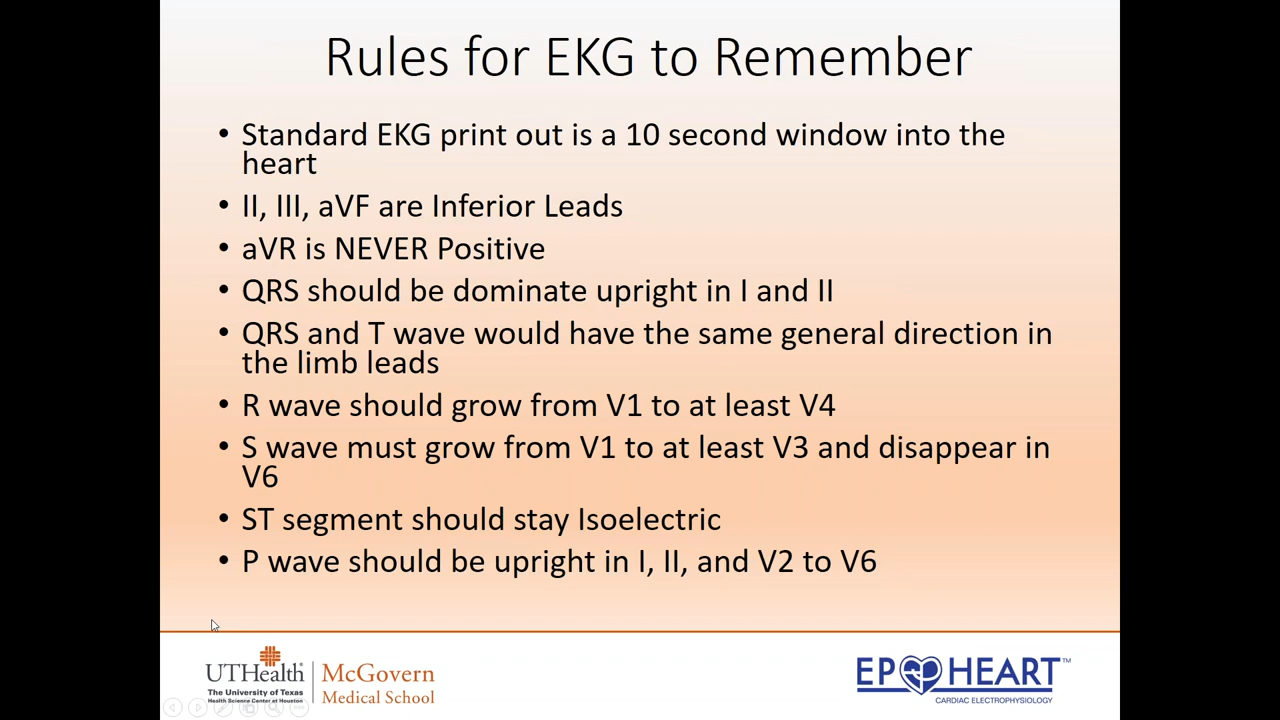 Rules for EKG to Remember
• Standard EKG print out is a 10 second window into the
heart
• II, III, aVF are Inferior Leads
• aVR is NEVER Positive
• QRS should be dominate upright in I and II
• QRS and T wave would have the same general direction in
the limb leads
• R wave should grow from V1 to at least V4
• S wave must grow from V1 to at least V3 and disappear in
V6
• ST segment should stay Isoelectric
• P wave should be upright in I, II, and V2 to V6
UTHealth
The University of Texas
Health Science Center at Houston
McGovern
Medical School
EP HEART™
CARDIAC ELECTROPHYSIOLOGY